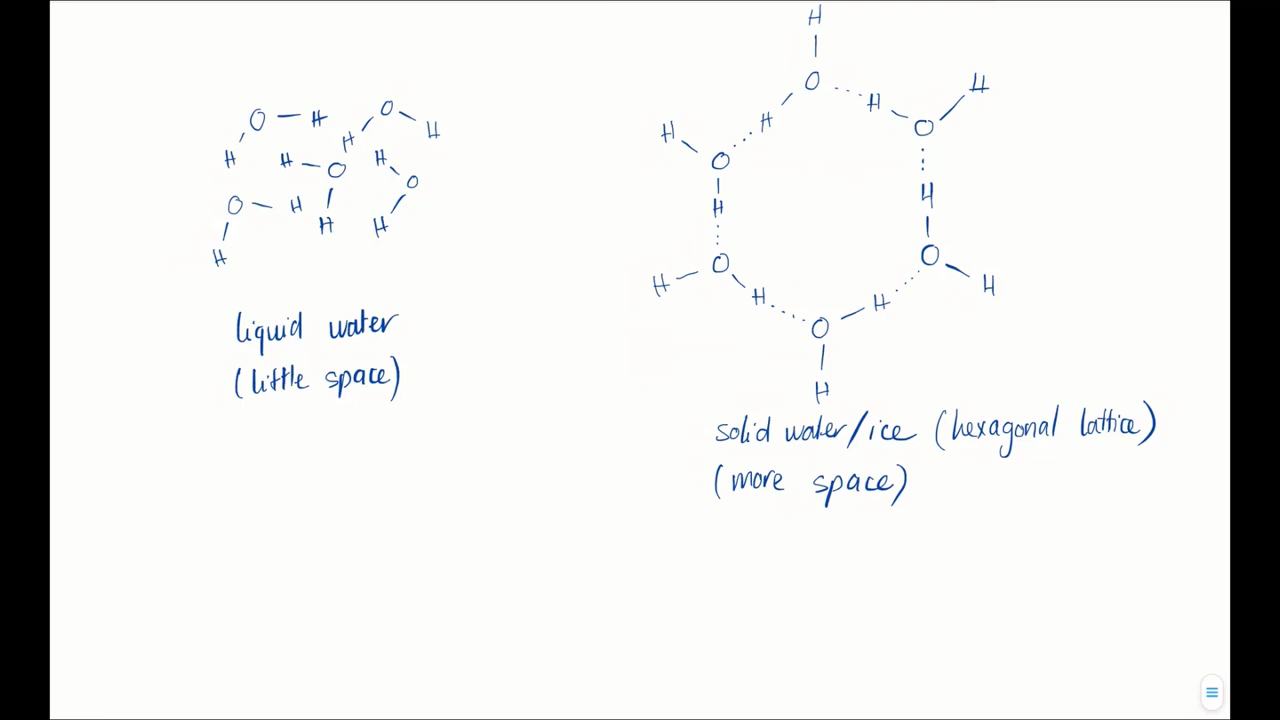 H
O
H
O H
O — H
O
H
H
H
H
O
H
H — O
H
O
O
H
O — H
H
H
H
H
H
O
O
H
H
H
H
O
H
liquid water
(little space)
H
solid water/ice (hexagonal lattice)
(more space)